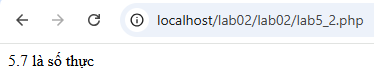 localhost/lab02/lab02/lab5_2.php
5.7 là số thực